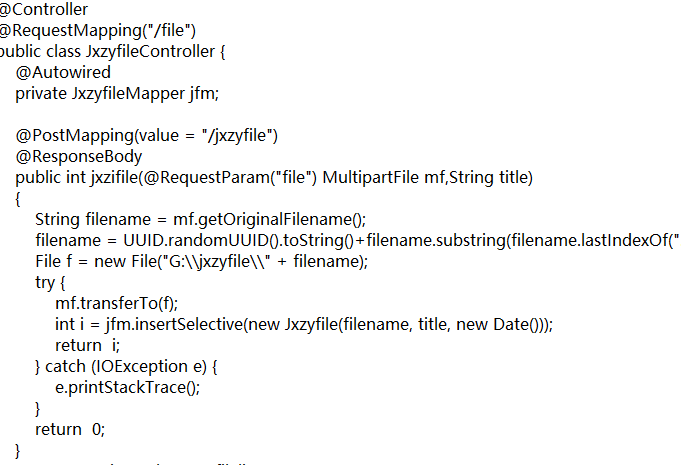 @Controller
@RequestMapping("/file")
public class JxzyfileController {
@Autowired
private JxzyfileMapper jfm;
@PostMapping(value = "/jxzyfile")
@ResponseBody
public int jxzifile(@RequestParam("file") MultipartFile mf,String title)
{
String filename = mf.getOriginalFilename();
filename = UUID.randomUUID().toString()+filename.substring(filename.lastIndexOf("
File f = new File("G:\\jxzyfile\\" + filename);
try {
mf.transferTo(f);
int i = jfm.insertSelective(new Jxzyfile(filename, title, new Date()));
return  i;
} catch (IOException e) {
e.printStackTrace();
}
return  0;
}